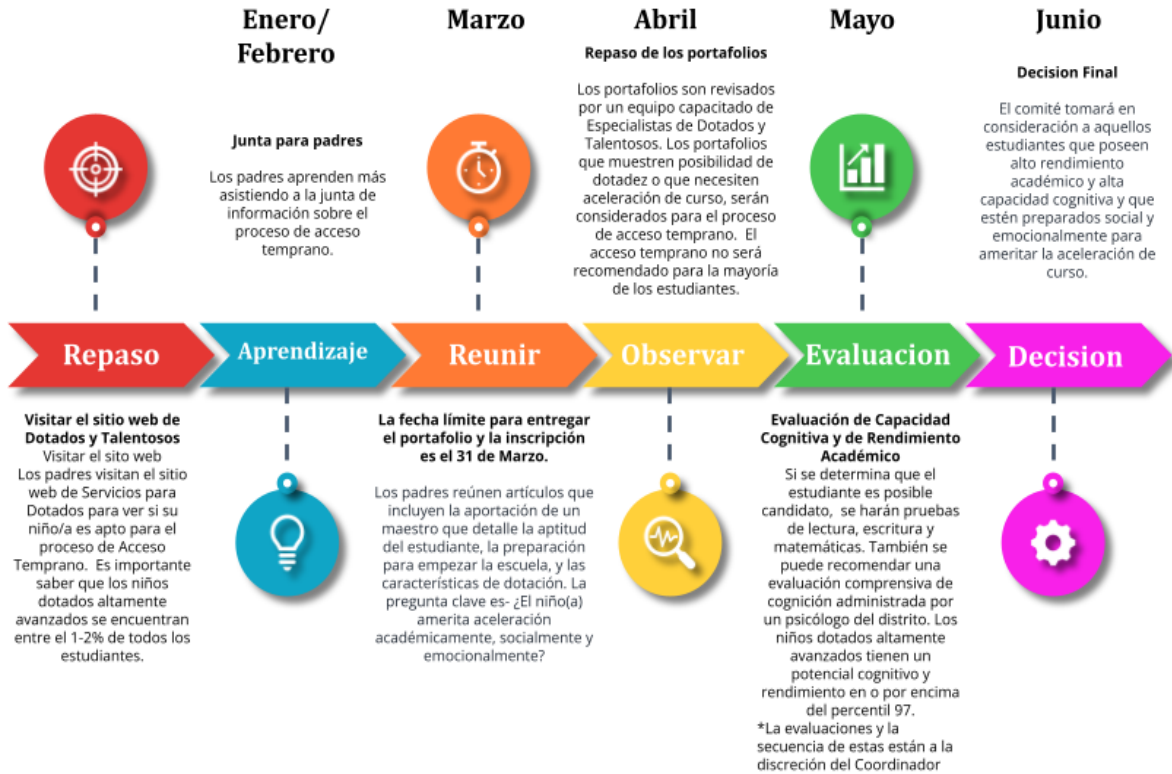 Enero/
Febrero
Marzo
Abril
Mayo
Junio
Junta para padres
Los padres aprenden más
asistiendo a la junta de
información sobre el
proceso de acceso
temprano.
Repaso de los portafolios
Los portafolios son revisados
por un equipo capacitado de
Especialistas de Dotados y
Talentosos. Los portafolios
que muestren posibilidad de
dotadez o que necesiten
aceleración de curso, serán
considerados para el proceso
de acceso temprano. El
acceso temprano no será
recomendado para la mayoría
de los estudiantes.
Decision Final
El comité tomará en
consideración a aquellos
estudiantes que poseen
alto rendimiento
académico y alta
capacidad cognitiva y que
estén preparados social y
emocionalmente para
ameritar la aceleración de
curso.
Repaso
Aprendizaje
Reunir
Observar
Evaluacion
Decision
Visitar el sitio web de
Dotados y Talentosos
Visitar el sito web
Los padres visitan el sitio
web de Servicios para
Dotados para ver si su
niño/a es apto para el
proceso de Acceso
Temprano. Es importante
saber que los niños
dotados altamente
avanzados se encuentran
entre el 1-2% de todos los
estudiantes.
La fecha límite para entregar
el portafolio y la inscripción
es el 31 de Marzo.
Los padres reúnen artículos que
incluyen la aportación de un
maestro que detalle la aptitud
del estudiante, la preparación
para empezar la escuela, y las
características de dotación. La
pregunta clave es- ¿El niño(a)
amerita aceleración
académicamente, socialmente y
emocionalmente?
Evaluación de Capacidad
Cognitiva y de Rendimiento
Académico
Si se determina que el
estudiante es posible
candidato, se harán pruebas
de lectura, escritura y
matemáticas. También se
puede recomendar una
evaluación comprensiva de
cognición administrada por
un psicólogo del distrito. Los
niños dotados altamente
avanzados tienen un
potencial cognitivo y
rendimiento en o por encima
del percentil 97.
*La evaluaciones y la
secuencia de estas están a la
discreción del Coordinador